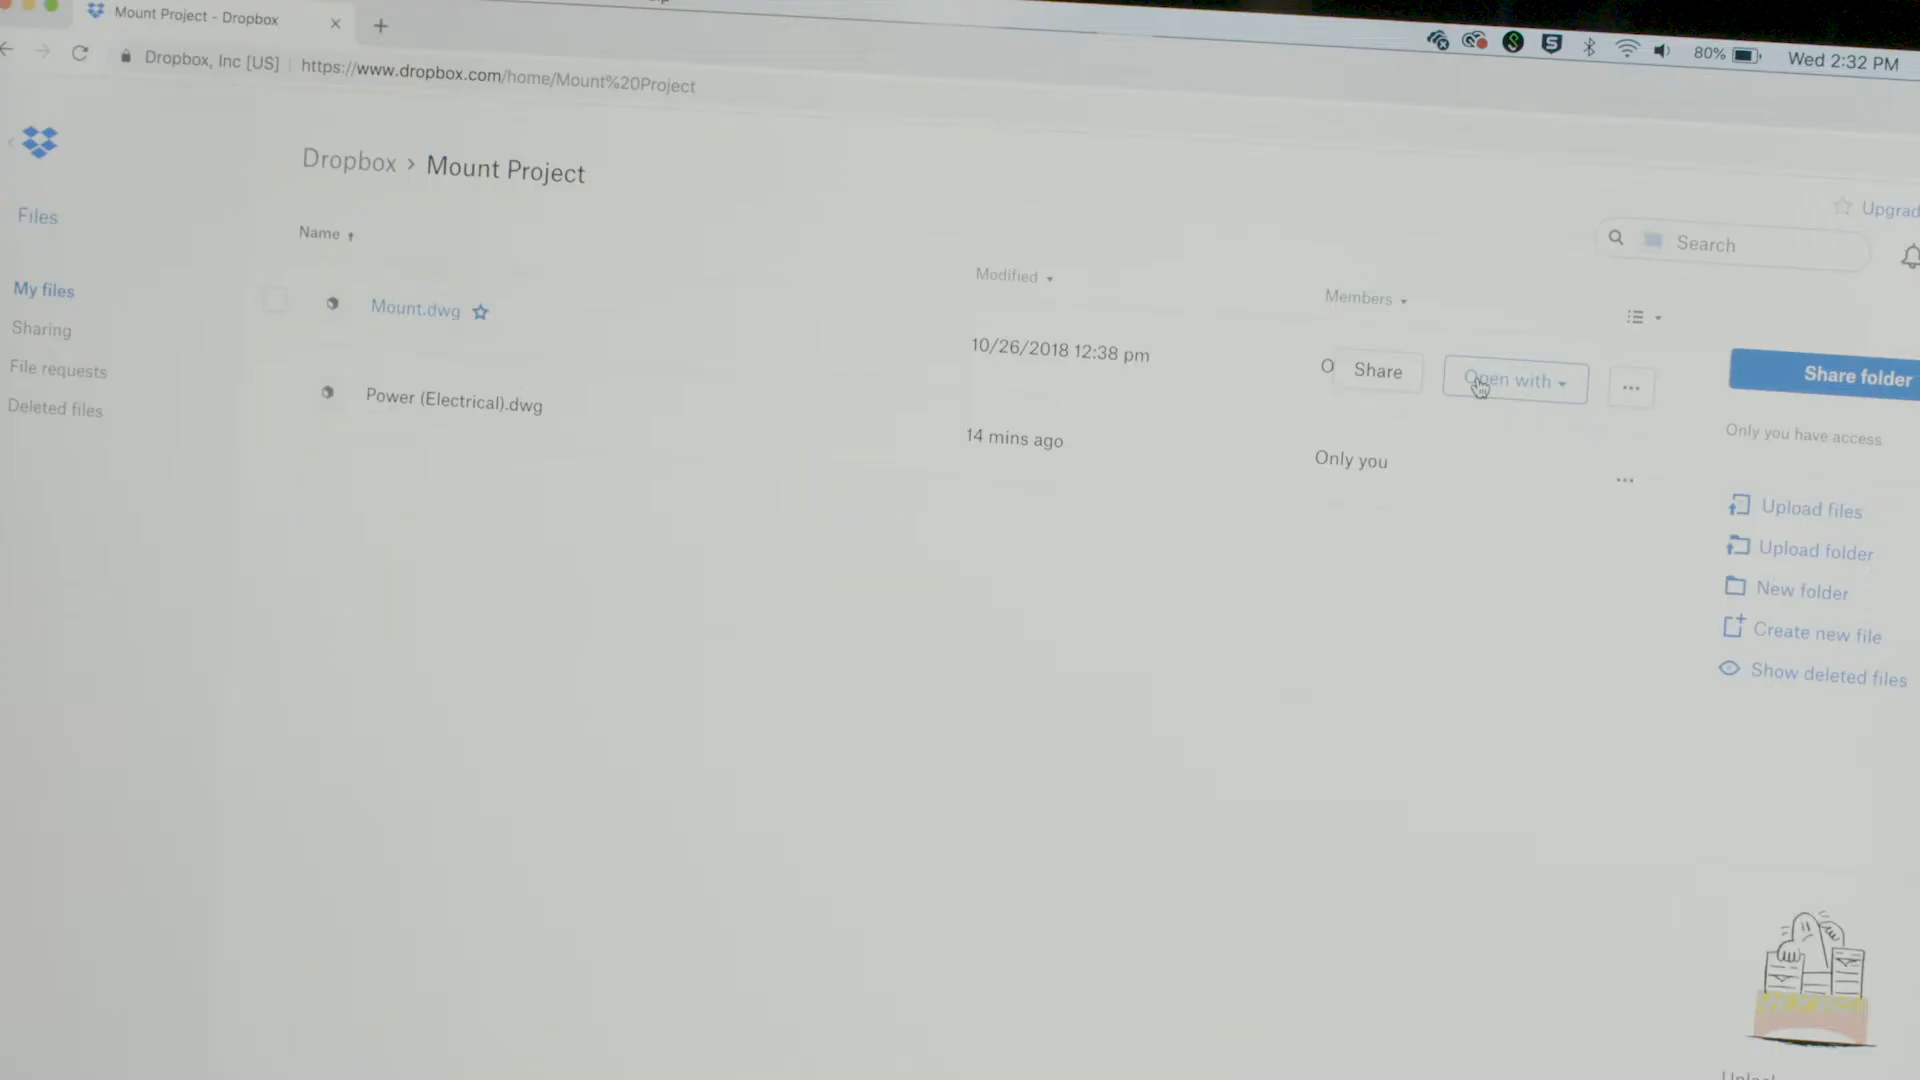 Mount Project - Dropbox
80% Wed 2:32 PM
Dropbox, Inc [US] https://www.dropbox.com/home/Mount%20Project
Dropbox › Mount Project
Upgrad
Search
Files
Name
Modified
Members
My files
Sharing
File requests
Deleted files
Mount.dwg
10/26/2018 12:38 pm
O Share Open with ...
Power (Electrical).dwg
14 mins ago
Only you ...
Share folder
Only you have access
Upload files
Upload folder
New folder
Create new file
Show deleted files